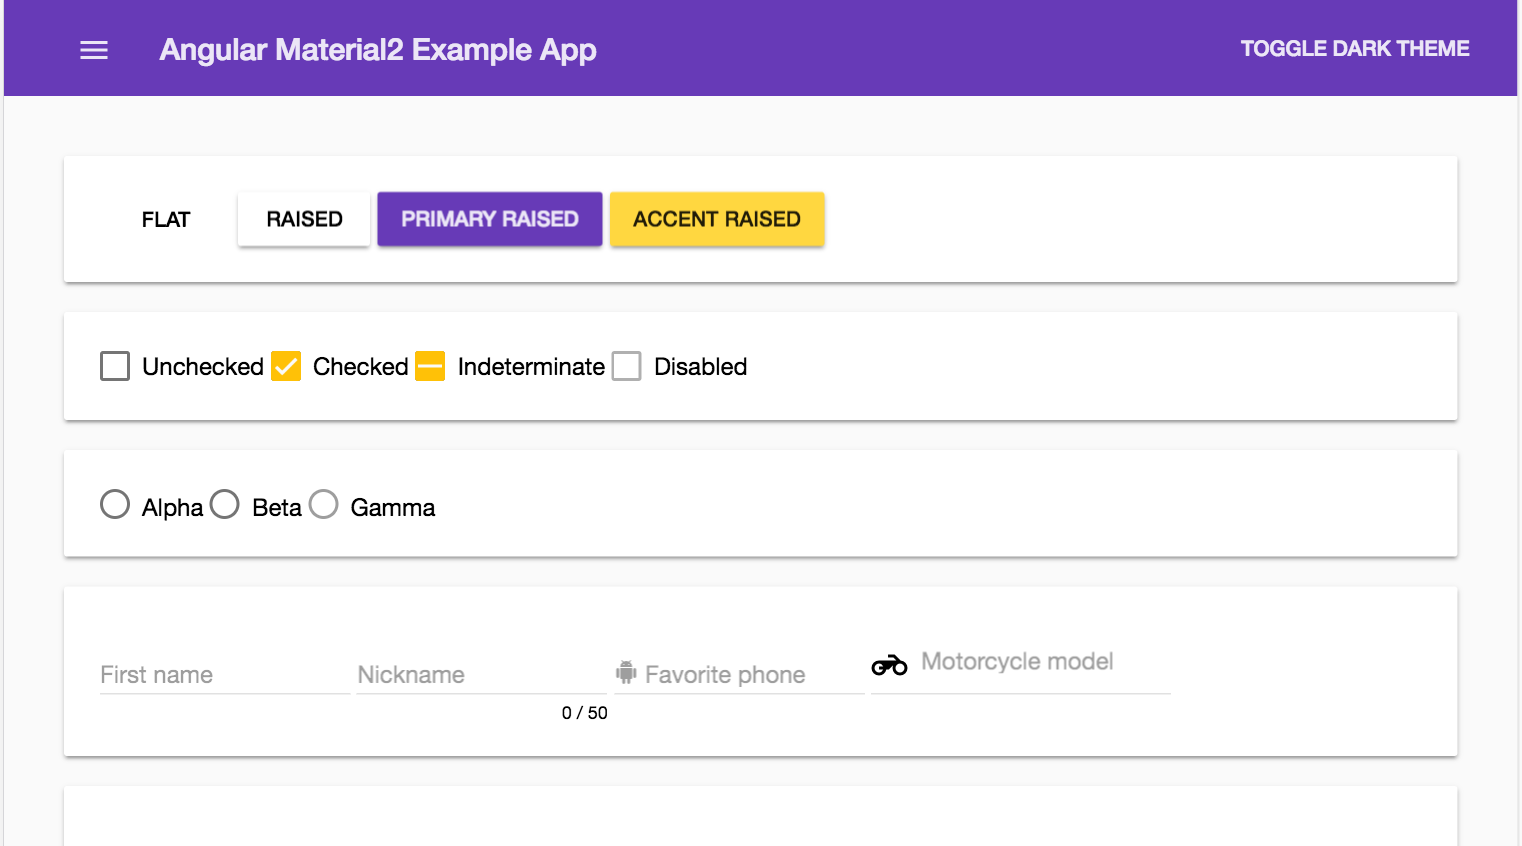 Angular Material2 Example App TOGGLE DARK THEME
FLAT RAISED PRIMARY RAISED ACCENT RAISED
Unchecked Checked Indeterminate Disabled
Alpha Beta Gamma
First name Nickname Favorite phone Motorcycle model
0 / 50